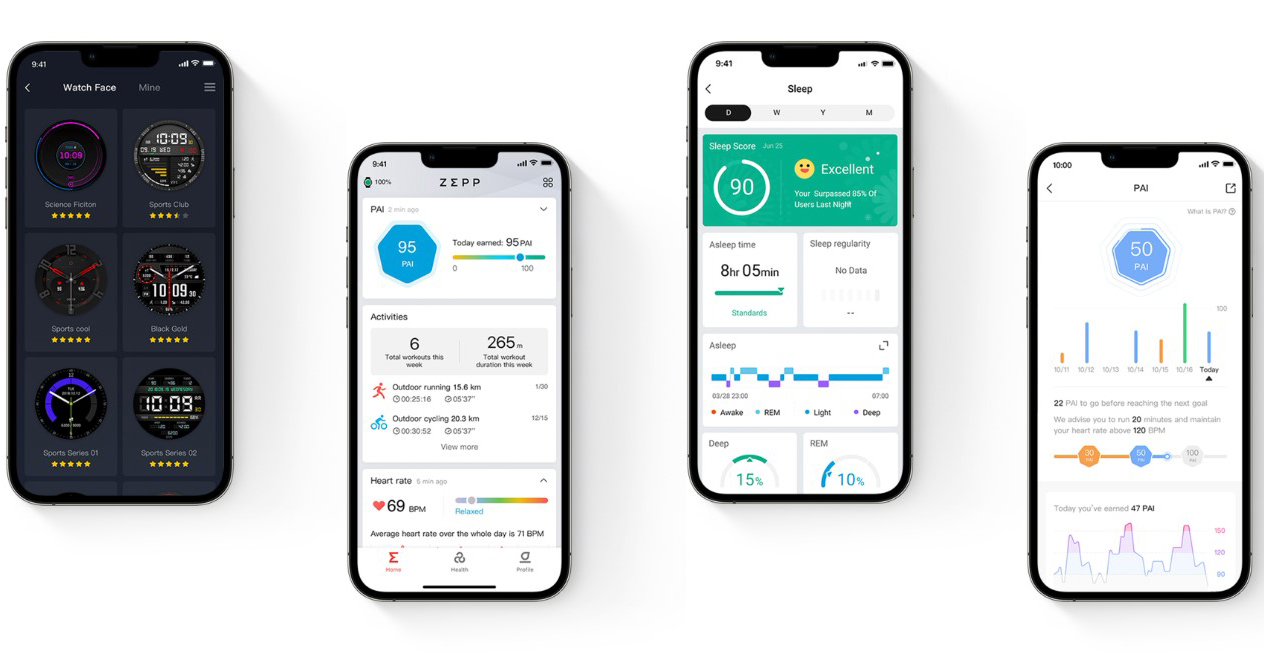 9:41
Watch Face Mine
10:09
10:09
Science Ficiton
Sports Club
10 09 30
Sports cool
Black Gold
10:09
Sports Series 01
Sports Series 02
9:41
100%
ZΣPP
PAI 2 min ago
95
PAI
Today earned: 95 PAI
0 100
Activities
6
Total workouts this
week
265 m
Total workout
duration this week
Outdoor running 15.6 km 1/30
00:25:16 05'37"
Outdoor cycling 20.3 km 12/15
00:30:52 05'37"
View more
Heart rate 5 min ago
69 BPM
Relaxed
Average heart rate over the whole day is 71 BPM
Home Health Profile
9:41
Sleep
D W Y M
Sleep Score Jun 25
90
Excellent
Your Surpassed 85% Of
Users Last Night
Asleep time
8hr 05min
Standards
Sleep regularity
No Data
--
Asleep
03/28 23:00 07:00
Awake REM Light Deep
Deep
15%
REM
10%
10:00
PAI
What is PAI?
50
PAI
100
10/11 10/12 10/13 10/14 10/15 10/16 Today
22 PAI to go before reaching the next goal
We advise you to run 20 minutes and maintain
your heart rate above 120 BPM
30
PAI
50
PAI
100
PAI
Today you've earned 47 PAI
150
120
90